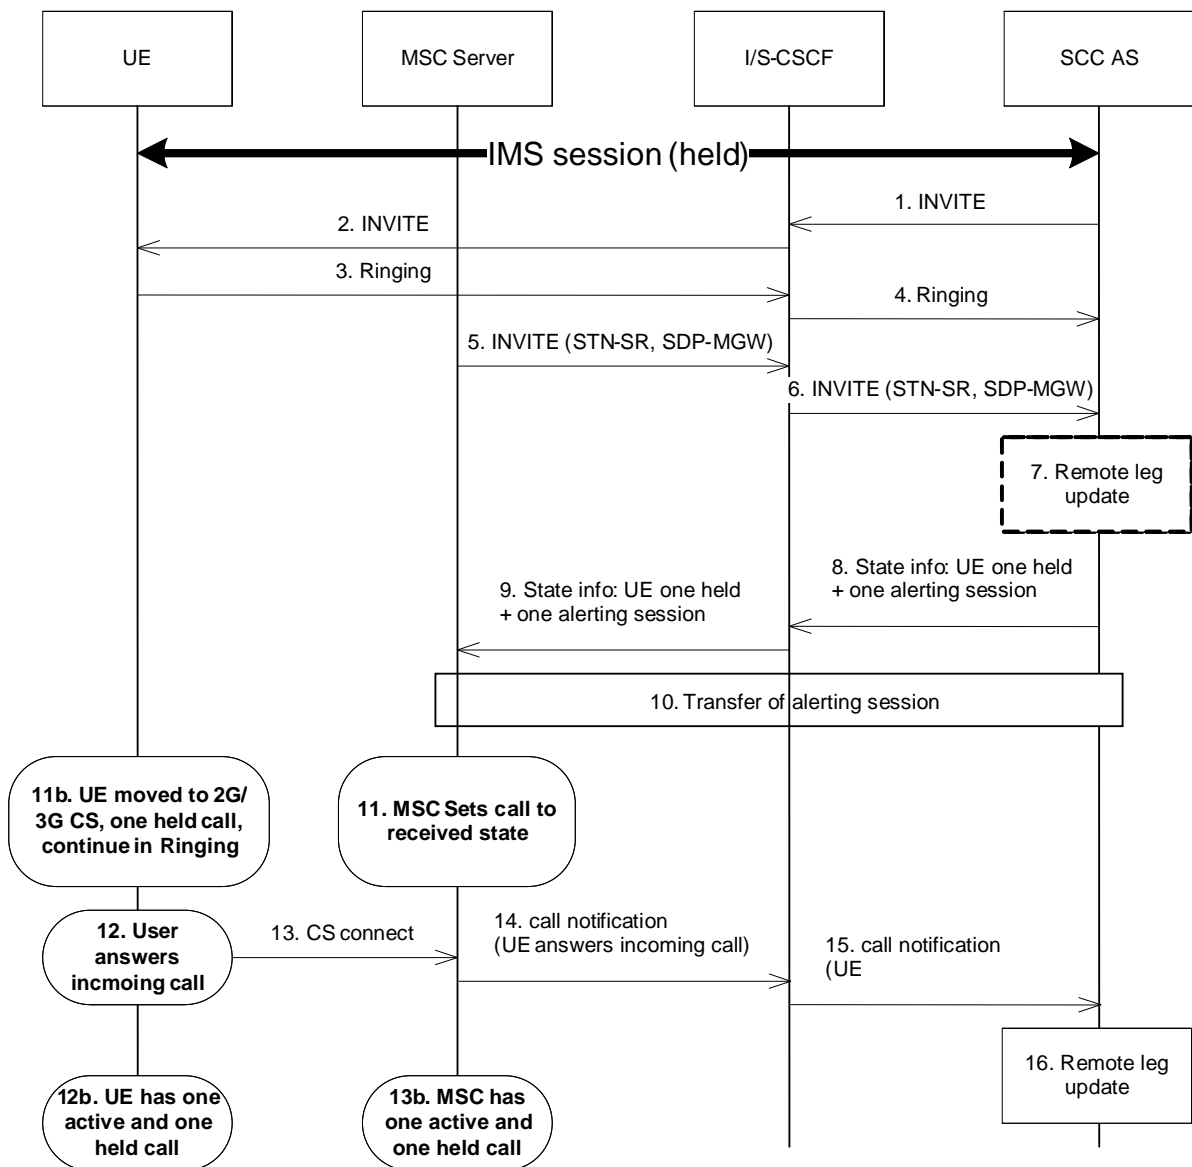 UE
MSC Server
I/S-CSCF
SCC AS
IMS session (held)
1. INVITE
2. INVITE
3. Ringing
4. Ringing
5. INVITE (STN-SR, SDP-MGW)
6. INVITE (STN-SR, SDP-MGW)
7. Remote leg
update
8. State info: UE one held
+ one alerting session
9. State info: UE one held
+ one alerting session
10. Transfer of alerting session
11b. UE moved to 2G/
3G CS, one held call,
continue in Ringing
11. MSC Sets call to
received state
12. User
answers
incmoing call
13. CS connect
14. call notification
(UE answers incoming call)
15. call notification
(UE
16. Remote leg
update
12b. UE has one
active and one
held call
13b. MSC has
one active and
one held call